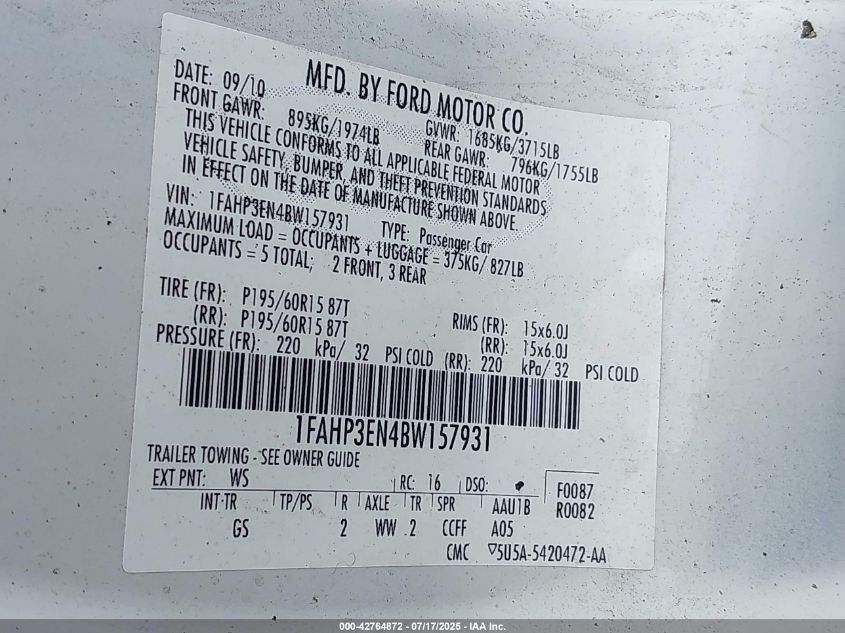 MFD. BY FORD MOTOR CO.
DATE: 09/10 GVWR: 1685KG/3715LB
FRONT GAWR: 895KG/1974LB REAR GAWR: 796KG/1755LB
THIS VEHICLE CONFORMS TO ALL APPLICABLE FEDERAL MOTOR
VEHICLE SAFETY, BUMPER, AND THEFT PREVENTION STANDARDS
IN EFFECT ON THE DATE OF MANUFACTURE SHOWN ABOVE.
VIN: 1FAHP3EN4BW157931 TYPE: Passenger Car
MAXIMUM LOAD = OCCUPANTS + LUGGAGE = 375KG/ 827LB
OCCUPANTS = 5 TOTAL; 2 FRONT, 3 REAR
TIRE (FR): P195/60R15 87T RIMS (FR): 15x6.0J
(RR): P195/60R15 87T (RR): 15x6.0J
PRESSURE (FR): 220 kPa/ 32 PSI COLD (RR): 220 kPa/ 32 PSI COLD
1FAHP3EN4BW157931
TRAILER TOWING - SEE OWNER GUIDE
EXT PNT: WS RC: 16 DSO: F0087
INT TR TP/PS R AXLE TR SPR AAU1B R0082
GS 2 WW 2 CCFF A05
CMC 5U5A-5420472-AA
000-42764872 - 07/17/2025 - IAA Inc.